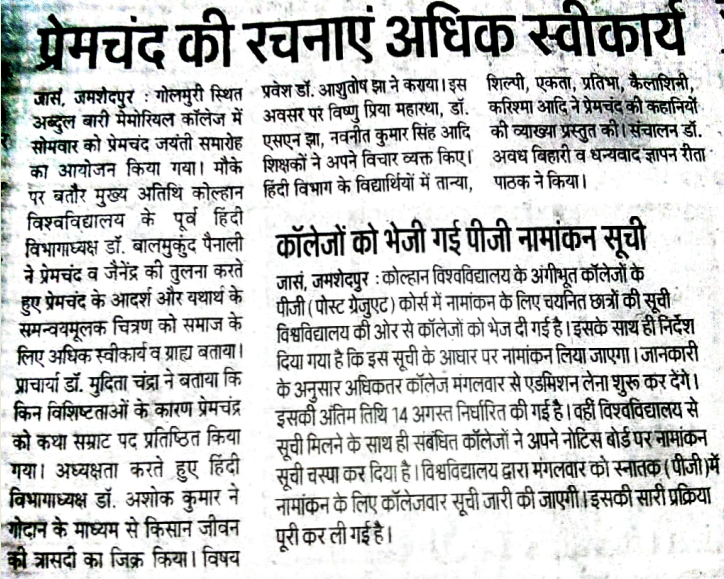 प्रेमचंद की रचनाएं अधिक स्वीकार्य
जासं, जमशेदपुर : गोलमुरी स्थित
अब्दुल बारी मेमोरियल कॉलेज में
सोमवार को प्रेमचंद जयंती समारोह
का आयोजन किया गया। मौके
पर बतौर मुख्य अतिथि कोल्हान
विश्वविद्यालय के पूर्व हिंदी
विभागाध्यक्ष डॉ. बालमुकुंद पैनाली
ने प्रेमचंद व जैनेंद्र की तुलना करते
हुए प्रेमचंद के आदर्श और यथार्थ के
समन्वयमूलक चित्रण को समाज के
लिए अधिक स्वीकार्य व ग्राह्य बताया।
प्राचार्या डॉ. मुदिता चंद्रा ने बताया कि
किन विशिष्टताओं के कारण प्रेमचंद्र
को कथा सम्राट पद प्रतिष्ठित किया
गया। अध्यक्षता करते हुए हिंदी
विभागाध्यक्ष डॉ. अशोक कुमार ने
गोदान के माध्यम से किसान जीवन
की त्रासदी का जिक्र किया। विषय
प्रवेश डॉ. आशुतोष झा ने कराया। इस
अवसर पर विष्णु प्रिया महारथा, डॉ.
एसएन झा, नवनीत कुमार सिंह आदि
शिक्षकों ने अपने विचार व्यक्त किए।
हिंदी विभाग के विद्यार्थियों में तान्या,
शिल्पी, एकता, प्रतिभा, कैलाशिनी,
करिश्मा आदि ने प्रेमचंद की कहानियों
की व्याख्या प्रस्तुत की। संचालन डॉ.
अवध बिहारी व धन्यवाद ज्ञापन रीता
पाठक ने किया।
कॉलेजों को भेजी गई पीजी नामांकन सूची
जासं, जमशेदपुर : कोल्हान विश्वविद्यालय के अंगीभूत कॉलेजों के
पीजी (पोस्ट ग्रेजुएट) कोर्स में नामांकन के लिए चयनित छात्रों की सूची
विश्वविद्यालय की ओर से कॉलेजों को भेज दी गई है। इसके साथ ही निर्देश
दिया गया है कि इस सूची के आधार पर नामांकन लिया जाएगा। जानकारी
के अनुसार अधिकतर कॉलेज मंगलवार से एडमिशन लेना शुरू कर देंगे।
इसकी अंतिम तिथि 14 अगस्त निर्धारित की गई है। वहीं विश्वविद्यालय से
सूची मिलने के साथ ही संबंधित कॉलेजों ने अपने नोटिस बोर्ड पर नामांकन
सूची चस्पा कर दिया है। विश्वविद्यालय द्वारा मंगलवार को स्नातक (पीजी) में
नामांकन के लिए कॉलेजवार सूची जारी की जाएगी। इसकी सारी प्रक्रिया
पूरी कर ली गई है।